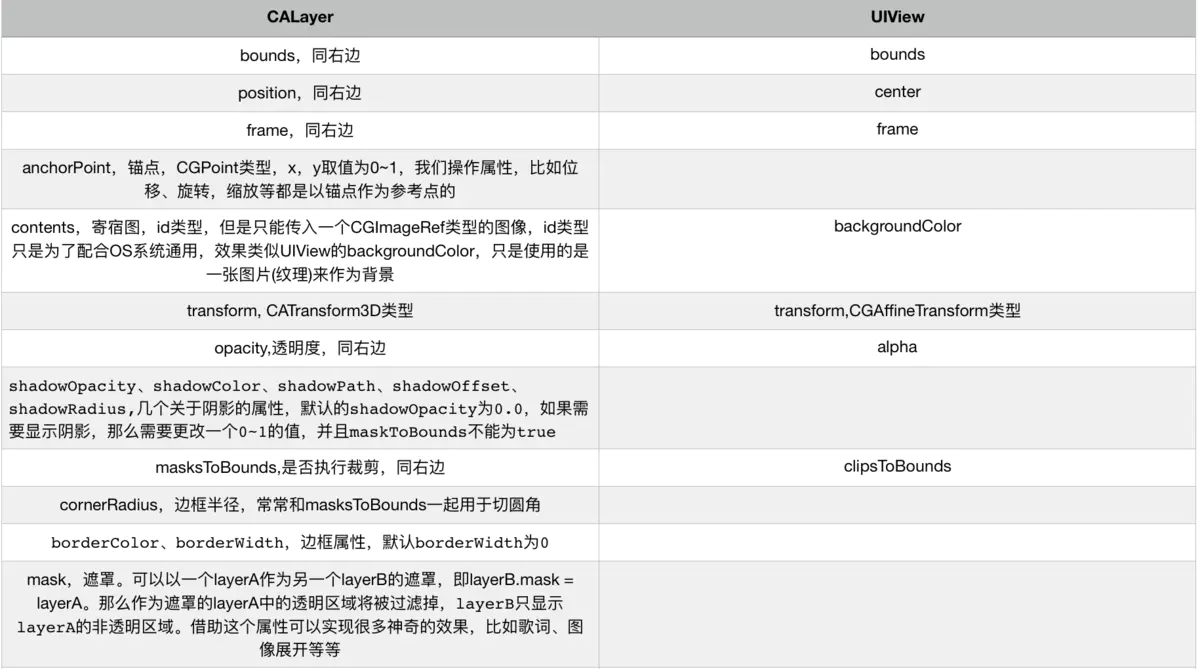 CALayer
UIView
bounds，同右边
bounds
position，同右边
center
frame，同右边
frame
anchorPoint，锚点，CGPoint类型，x，y取值为0~1，我们操作属性，比如位
移、旋转，缩放等都是以锚点作为参考点的
contents，寄宿图，id类型，但是只能传入一个CGImageRef类型的图像，id类型
只是为了配合OS系统通用，效果类似UIView的backgroundColor，只是使用的是
一张图片(纹理)来作为背景
backgroundColor
transform, CATransform3D类型
transform,CGAffineTransform类型
opacity,透明度，同右边
alpha
shadowOpacity、shadowColor、shadowPath、shadowOffset、
shadowRadius,几个关于阴影的属性，默认的shadowOpacity为0.0，如果需
要显示阴影，那么需要更改一个0~1的值，并且maskToBounds不能为true
masksToBounds,是否执行裁剪，同右边
clipsToBounds
cornerRadius，边框半径，常常和masksToBounds一起用于切圆角
borderColor、borderWidth，边框属性，默认borderWidth为0
mask，遮罩。可以以一个layerA作为另一个layerB的遮罩，即layerB.mask =
layerA。那么作为遮罩的layerA中的透明区域将被过滤掉，layerB只显示
layerA的非透明区域。借助这个属性可以实现很多神奇的效果，比如歌词、图
像展开等等